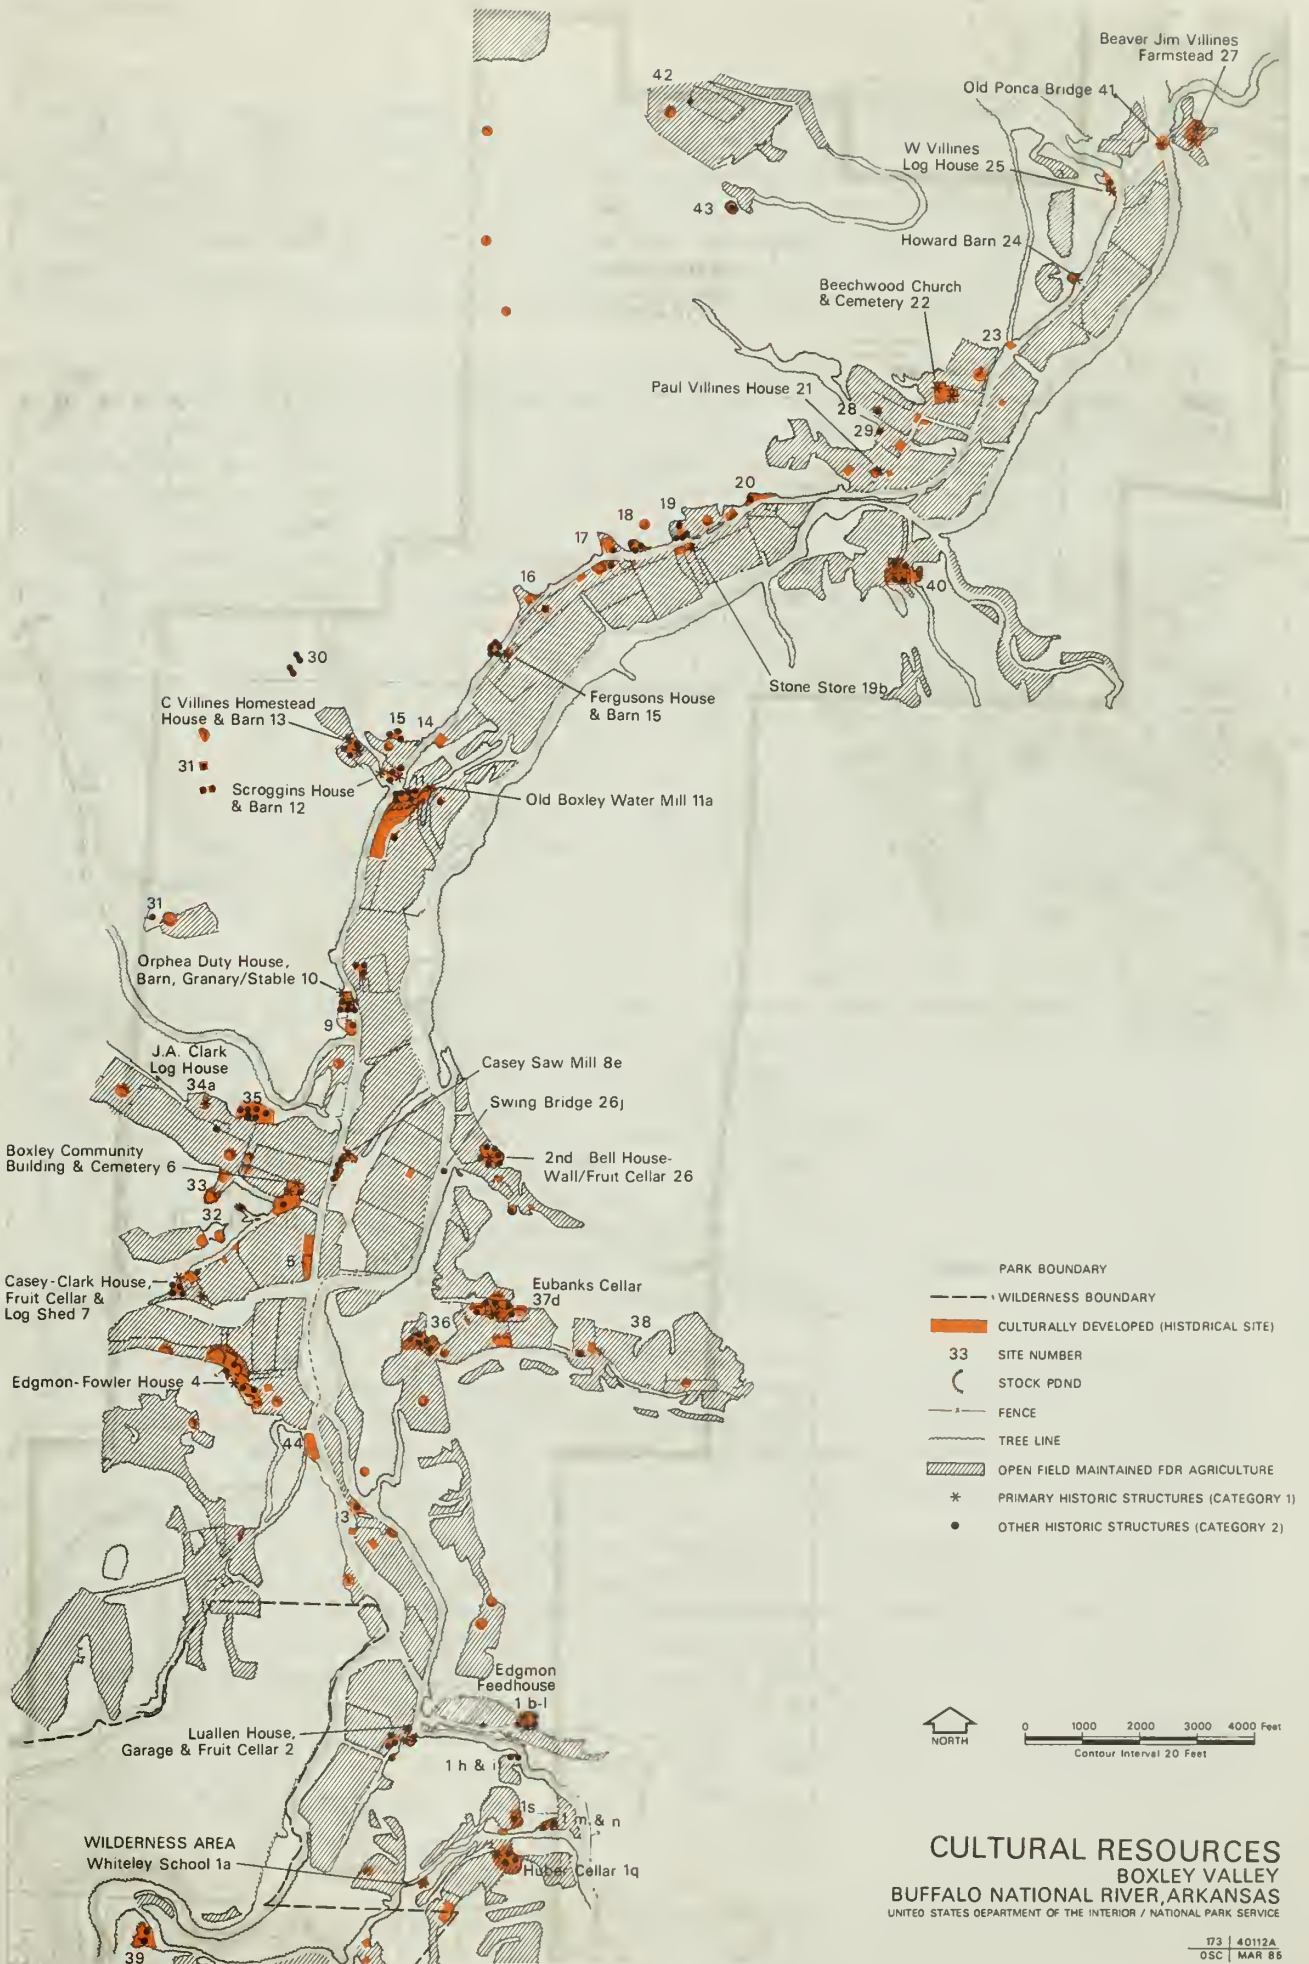 Beaver Jim Villines
Farmstead 27
42
Old Ponca Bridge 41
W Villines
Log House 25
43
Howard Barn 24
Beechwood Church
& Cemetery 22
23
Paul Villines House 21
28
29
20
19
18
17
16
40
30
Stone Store 19b
Fergusons House
& Barn 15
C Villines Homestead
House & Barn 13
15
14
31
11
Scroggins House
& Barn 12
Old Boxley Water Mill 11a
31
Orphea Duty House,
Barn, Granary/Stable 10
9
J.A. Clark
Log House
34a
35
Casey Saw Mill 8e
Swing Bridge 26j
Boxley Community
Building & Cemetery 6
2nd Bell House-
Wall/Fruit Cellar 26
33
32
5
Casey-Clark House,
Fruit Cellar &
Log Shed 7
Eubanks Cellar
37d
36
38
Edgmon-Fowler House 4
44
3
PARK BOUNDARY
WILDERNESS BOUNDARY
CULTURALLY DEVELOPED (HISTDRICAL SITE)
33 SITE NUMBER
STOCK PDND
FENCE
TREE LINE
OPEN FIELD MAINTAINED FDR AGRICULTURE
PRIMARY HISTORIC STRUCTURES (CATEGORY 1)
OTHER HISTORIC STRUCTURES (CATEGORY 2)
Edgmon
Feedhouse
1 b-l
Luallen House,
Garage & Fruit Cellar 2
1 h & i
1s
1 m & n
WILDERNESS AREA
Whiteley School 1a
Huber Cellar 1q
39
NORTH
0 1000 2000 3000 4000 Feet
Contour Interval 20 Feet
CULTURAL RESOURCES
BOXLEY VALLEY
BUFFALO NATIONAL RIVER, ARKANSAS
UNITED STATES DEPARTMENT OF THE INTERIOR / NATIONAL PARK SERVICE
173 | 40112A
OSC | MAR 85